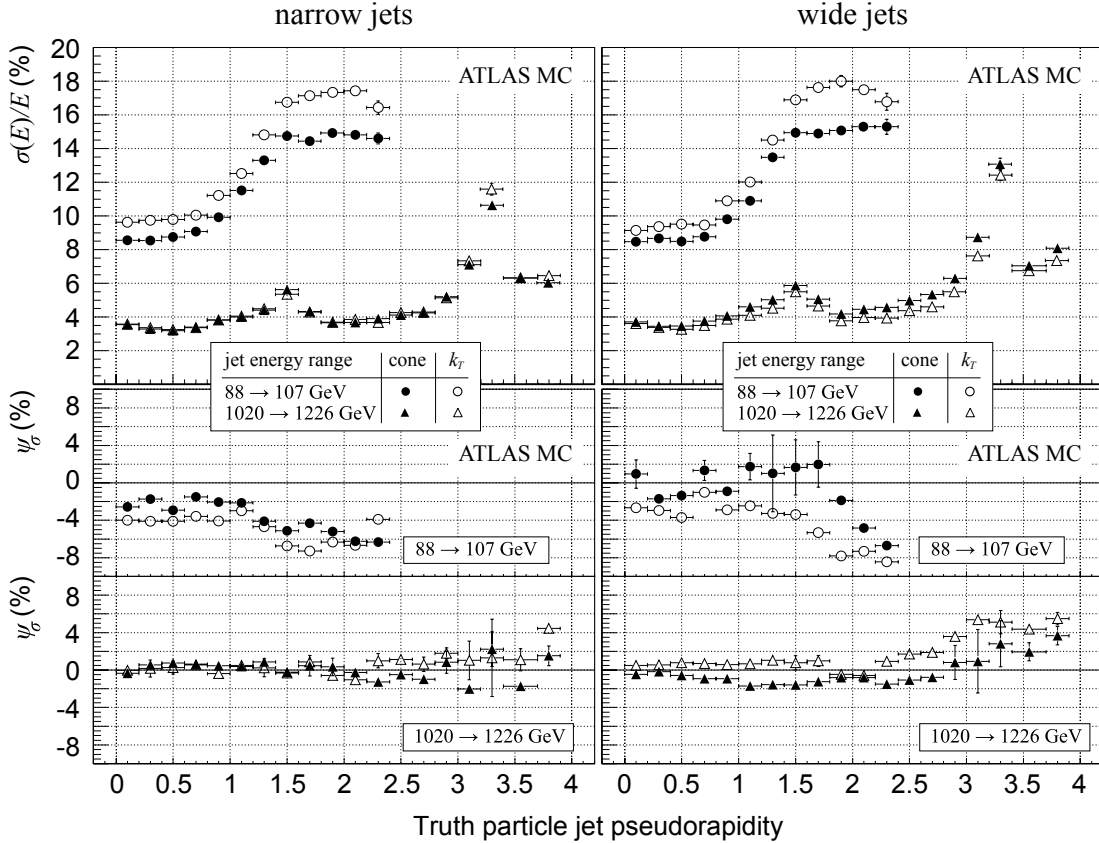 narrow jets
wide jets
σ(E)/E (%)
20
18
16
14
12
10
8
6
4
2
ATLAS MC
ATLAS MC
jet energy range cone k_T
88 → 107 GeV
1020 → 1226 GeV
jet energy range cone k_T
88 → 107 GeV
1020 → 1226 GeV
ψ_σ (%)
8
4
0
-4
-8
ATLAS MC
88 → 107 GeV
ATLAS MC
88 → 107 GeV
ψ_σ (%)
8
4
0
-4
-8
1020 → 1226 GeV
1020 → 1226 GeV
0 0.5 1 1.5 2 2.5 3 3.5 4
0 0.5 1 1.5 2 2.5 3 3.5 4
Truth particle jet pseudorapidity